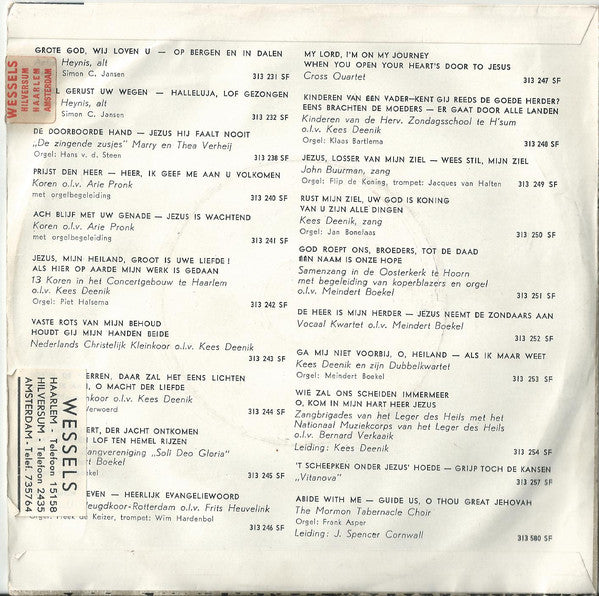 WESSELS
HILVERSUM
HAARLEM
AMSTERDAM
GROTE GOD, WIJ LOVEN U — OP BERGEN EN IN DALEN
Heynis, alt
Simon C. Jansen
313 231 SF
GERUST UW WEGEN — HALLELUJA, LOF GEZONGEN
Heynis, alt
Simon C. Jansen
313 232 SF
DE DOORBOORDE HAND — JEZUS HIJ FAALT NOOIT
„De zingende zusjes" Marry en Thea Verheij
Orgel: Hans v. d. Steen
313 238 SF
PRIJST DEN HEER — HEER, IK GEEF ME AAN U VOLKOMEN
Koren o.l.v. Arie Pronk
met orgelbegeleiding
313 240 SF
ACH BLIJF MET UW GENADE — JEZUS IS WACHTEND
Koren o.l.v. Arie Pronk
met orgelbegeleiding
313 241 SF
JEZUS, MIJN HEILAND, GROOT IS UWE LIEFDE !
ALS HIER OP AARDE MIJN WERK IS GEDAAN
13 Koren in het Concertgebouw te Haarlem
o.l.v. Kees Deenik
Orgel: Piet Halsema
313 242 SF
VASTE ROTS VAN MIJN BEHOUD
HOUDT GIJ MIJN HANDEN BEIDE
Nederlands Christelijk Kleinkoor o.l.v. Kees Deenik
313 243 SF
ERREN, DAAR ZAL HET EENS LICHTEN
I, O MACHT DER LIEFDE
nkoor o.l.v. Kees Deenik
Verwoerd
313 244 SF
ERT, DER JACHT ONTKOMEN
N LOF TEN HEMEL RIJZEN
angvereniging "Soli Deo Gloria"
rt Boekel
el
313 245 SF
EVEN — HEERLIJK EVANGELIEWOORD
Jeugdkoor-Rotterdam o.l.v. Frits Heuvelink
de Keizer, trompet: Wim Hardenbol
313 246 SF
WESSELS
HAARLEM - Telefoon 15158
HILVERSUM - Telefoon 2435
AMSTERDAM - Telef. 735764
MY LORD, I'M ON MY JOURNEY
WHEN YOU OPEN YOUR HEART'S DOOR TO JESUS
Cross Quartet
313 247 SF
KINDEREN VAN ÉÉN VADER—KENT GIJ REEDS DE GOEDE HERDER?
EENS BRACHTEN DE MOEDERS — ER GAAT DOOR ALLE LANDEN
Kinderen van de Herv. Zondagsschool te H'sum
o.l.v. Kees Deenik
Orgel: Klaas Bartlema
313 248 SF
JEZUS, LOSSER VAN MIJN ZIEL — WEES STIL, MIJN ZIEL
John Buurman, zang
Orgel: Flip de Koning, trompet: Jacques van Halten
313 249 SF
RUST MIJN ZIEL, UW GOD IS KONING
VAN U ZIJN ALLE DINGEN
Kees Deenik, zang
Orgel: Jan Bonelaas
313 250 SF
GOD ROEPT ONS, BROEDERS, TOT DE DAAD
ÉÉN NAAM IS ONZE HOPE
Samenzang in de Oosterkerk te Hoorn
met begeleiding van koperblazers en orgel
o.l.v. Meindert Boekel
313 251 SF
DE HEER IS MIJN HERDER — JEZUS NEEMT DE ZONDAARS AAN
Vocaal Kwartet o.l.v. Meindert Boekel
313 252 SF
GA MIJ NIET VOORBIJ, O, HEILAND — ALS IK MAAR WEET
Kees Deenik en zijn Dubbelkwartet
Orgel: Meindert Boekel
313 253 SF
WIE ZAL ONS SCHEIDEN IMMERMEER
O, KOM IN MIJN HART HEER JEZUS
Zangbrigades van het Leger des Heils met het
Nationaal Muziekcorps van het Leger des Heils
o.l.v. Bernard Verkaaik
Leiding: Kees Deenik
313 254 SF
'T SCHEEPKEN ONDER JEZUS' HOEDE — GRIJP TOCH DE KANSEN
„Vitanova"
313 257 SF
ABIDE WITH ME — GUIDE US, O THOU GREAT JEHOVAH
The Mormon Tabernacle Choir
Orgel: Frank Asper
Leiding: J. Spencer Cornwall
313 580 SF